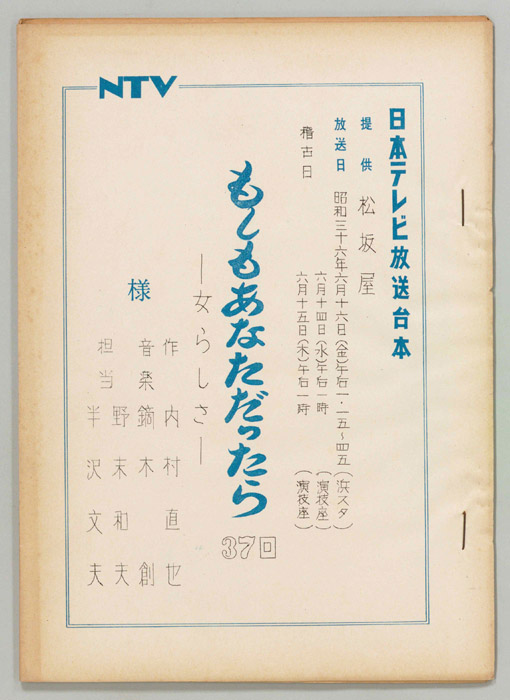 NTV
日本テレビ放送台本
提供 松坂屋
放送日 昭和三十六年六月十六日(金)午后一・一五~四五(浜スタ)
稽古日 六月十四日(水)午后一時(演技座)
六月十五日(木)午后一時(演技座)
もしもあなただったら
37回
―女らしさ―
作 内村直也
音楽 鏑木創
担当 野末和夫
半沢文夫
様